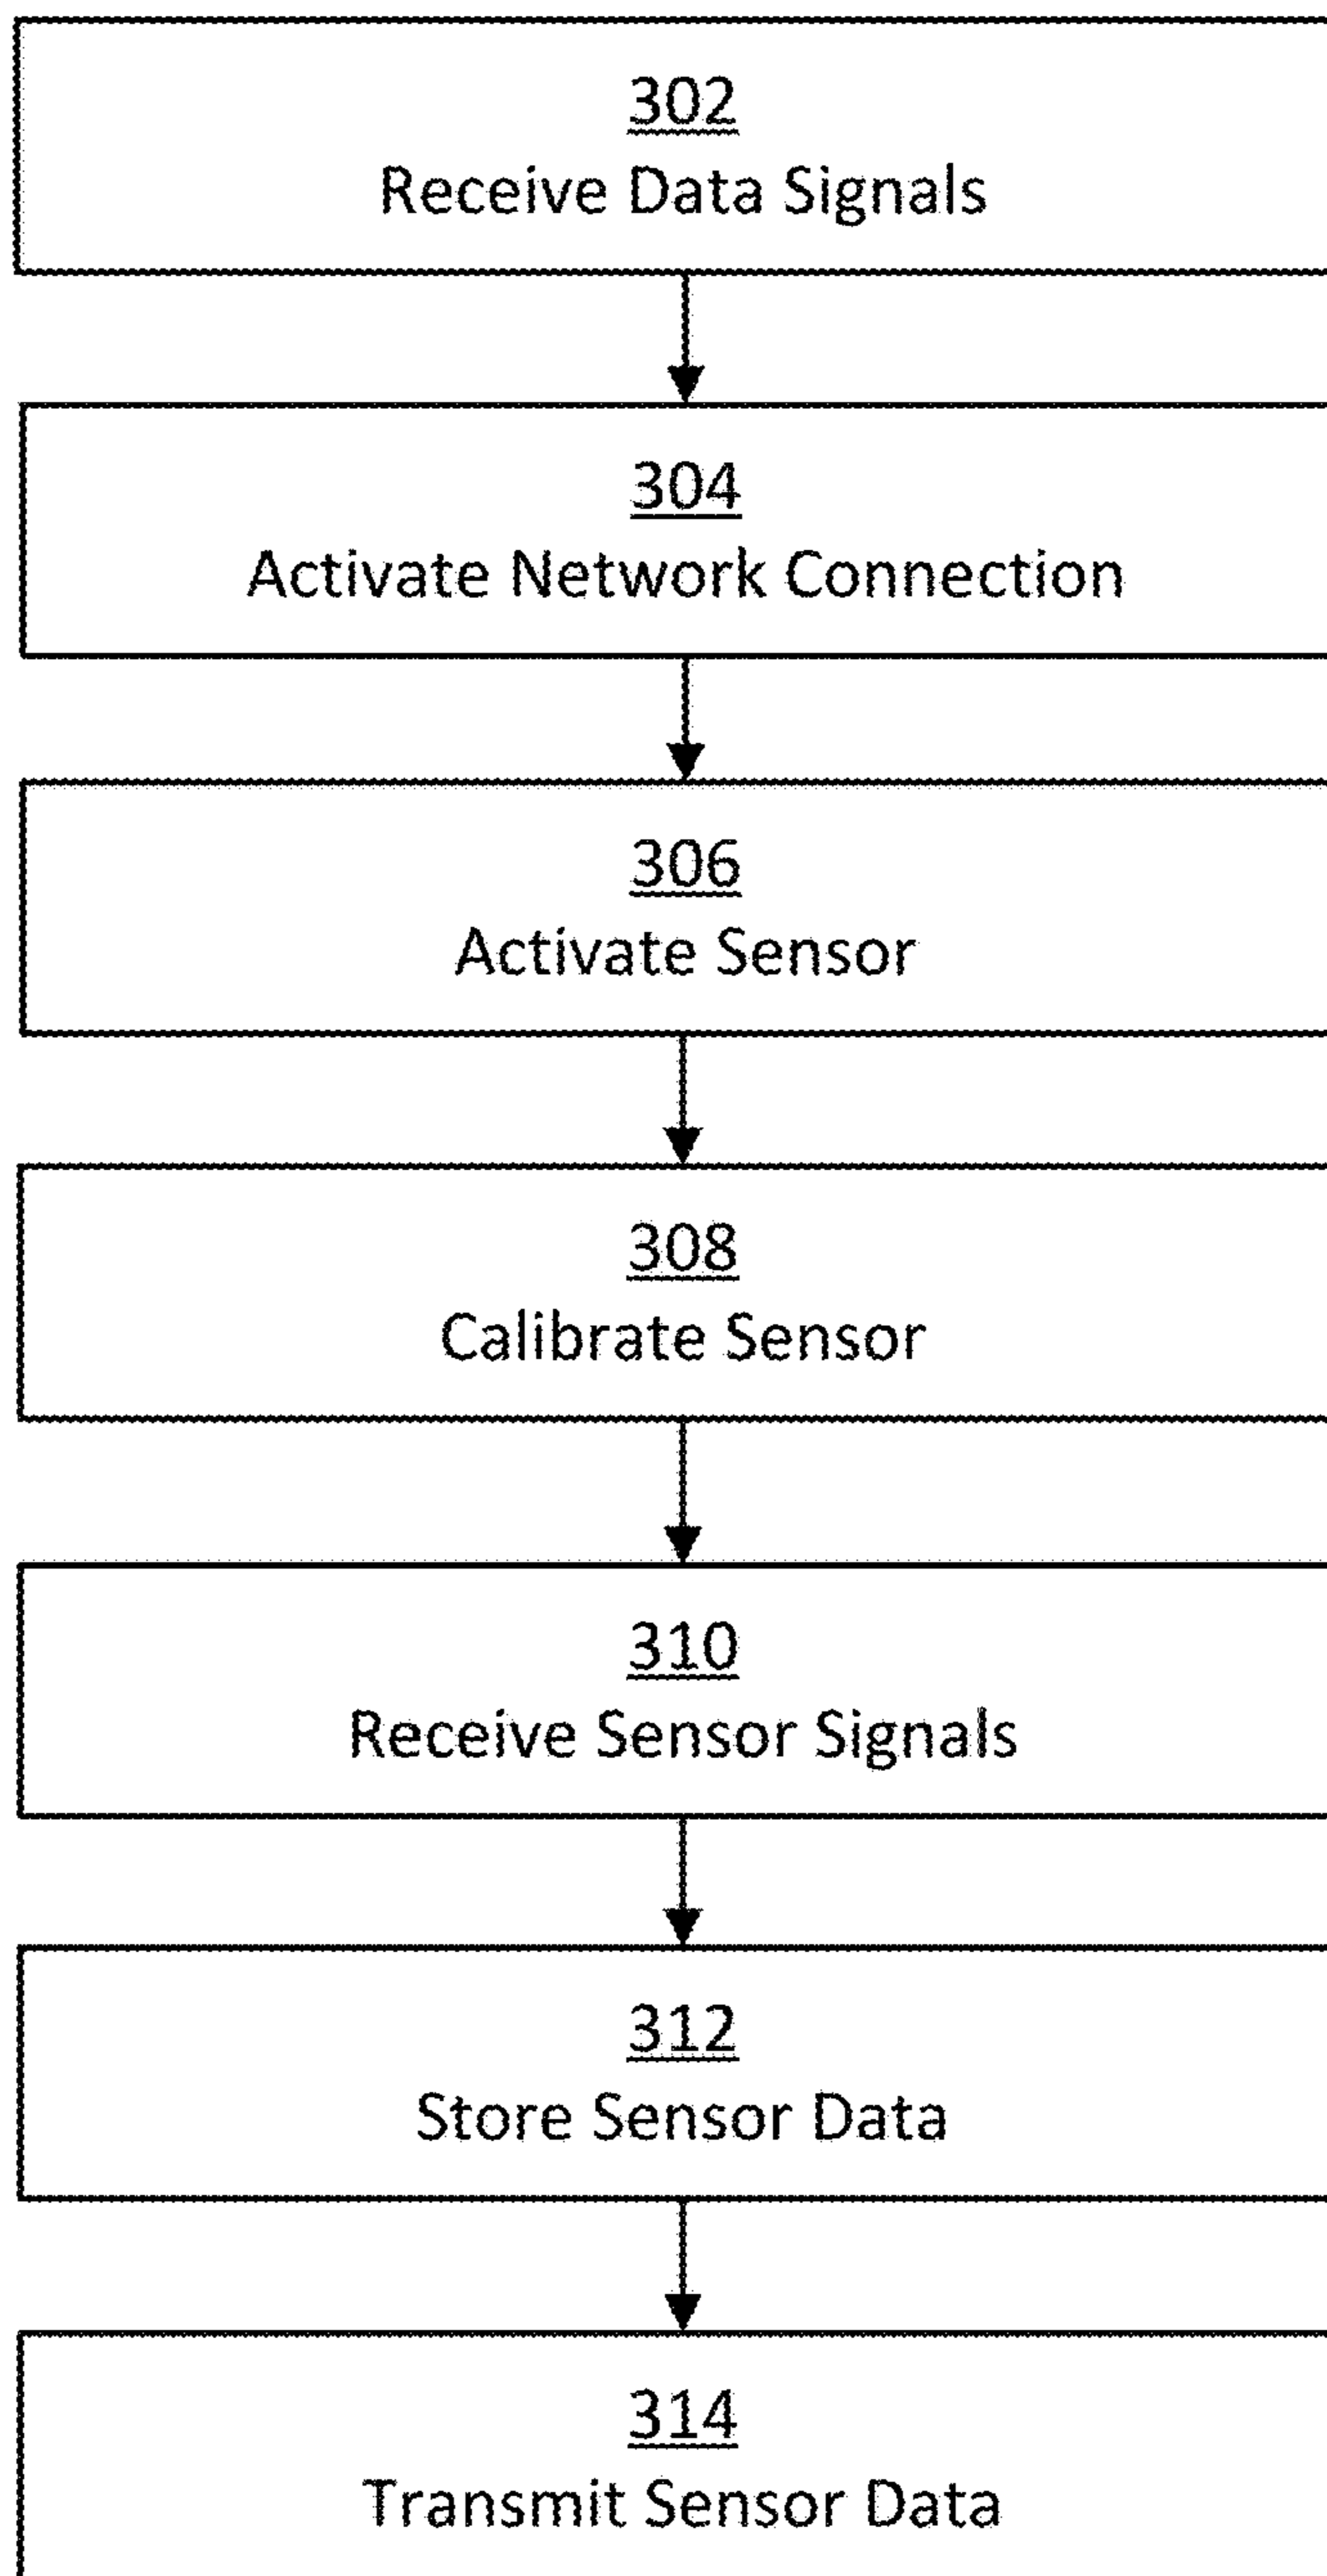 302
Receive Data Signals
304
Activate Network Connection
306
Activate Sensor
308
Calibrate Sensor
310
Receive Sensor Signals
312
Store Sensor Data
314
Transmit Sensor Data